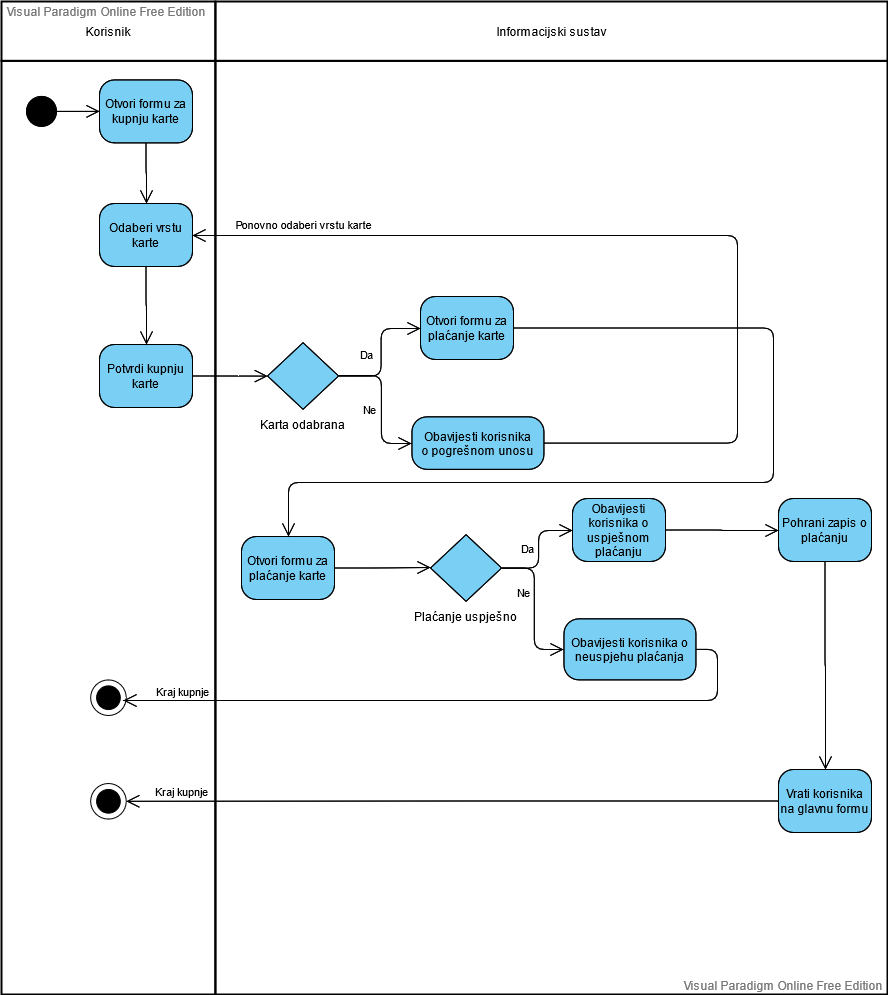 Visual Paradigm Online Free Edition
Korisnik
Informacijski sustav
Otvori formu za
kupnju karte
Odaberi vrstu
karte
Ponovno odaberi vrstu karte
Otvori formu za
plaćanje karte
Da
Potvrdi kupnju
karte
Ne
Karta odabrana
Obavijesti korisnika
o pogrešnom unosu
Obavijesti
korisnika o
uspješnom
plaćanju
Pohrani zapis o
plaćanju
Otvori formu za
plaćanje karte
Da
Ne
Plaćanje uspješno
Obavijesti korisnika o
neuspjehu plaćanja
Kraj kupnje
Kraj kupnje
Vrati korisnika
na glavnu formu
Visual Paradigm Online Free Edition